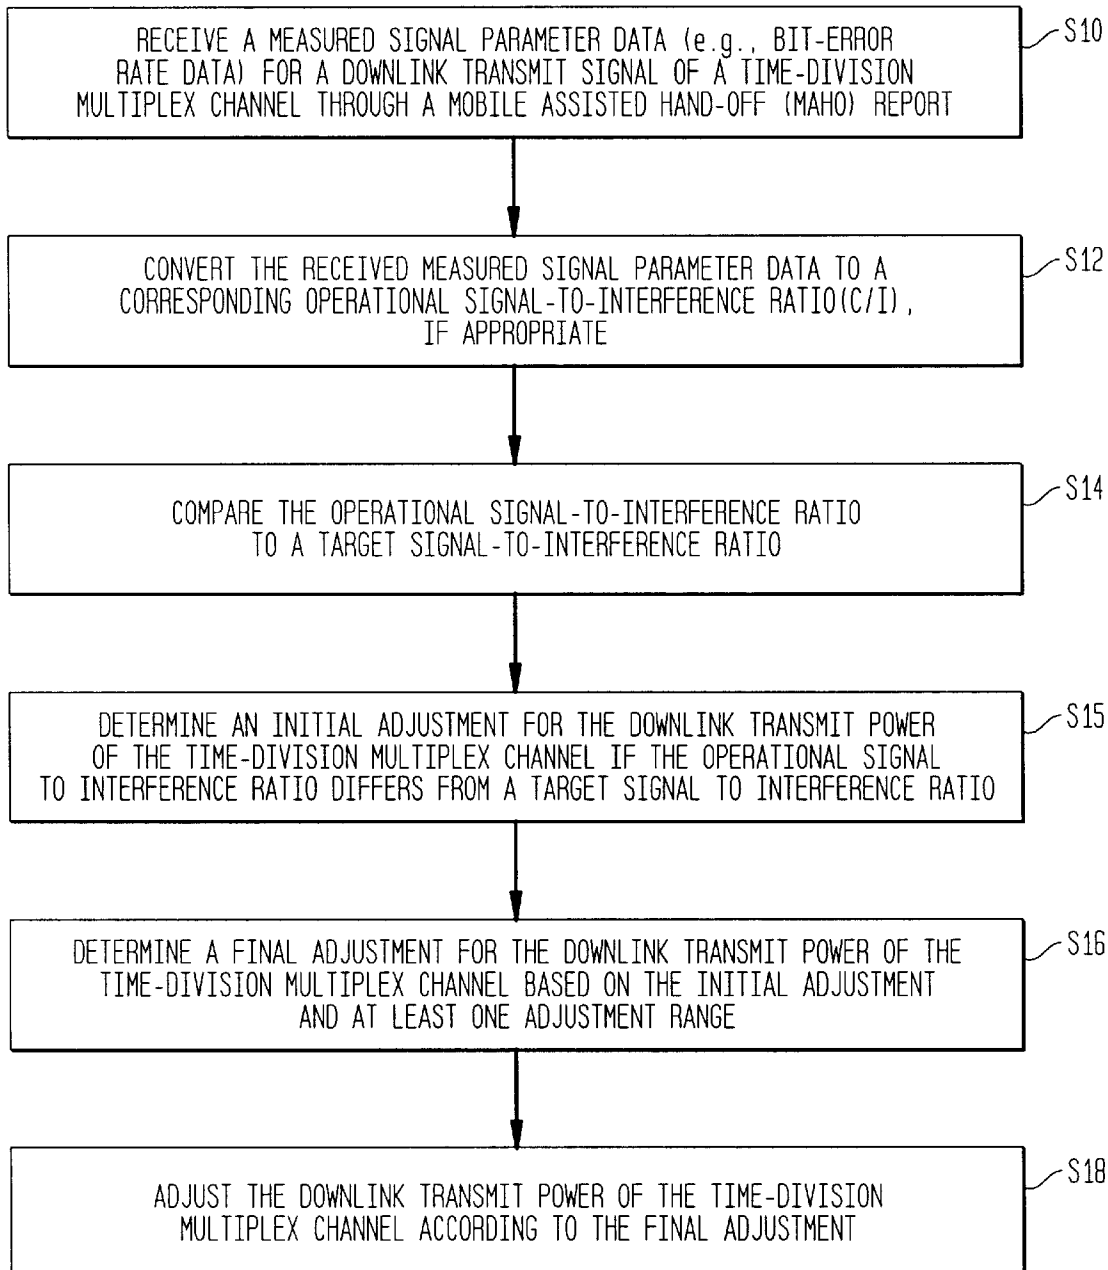 RECEIVE A MEASURED SIGNAL PARAMETER DATA (e.g., BIT-ERROR
RATE DATA) FOR A DOWNLINK TRANSMIT SIGNAL OF A TIME-DIVISION
MULTIPLEX CHANNEL THROUGH A MOBILE ASSISTED HAND-OFF (MAHO) REPORT
S10
CONVERT THE RECEIVED MEASURED SIGNAL PARAMETER DATA TO A
CORRESPONDING OPERATIONAL SIGNAL-TO-INTERFERENCE RATIO(C/I),
IF APPROPRIATE
S12
COMPARE THE OPERATIONAL SIGNAL-TO-INTERFERENCE RATIO
TO A TARGET SIGNAL-TO-INTERFERENCE RATIO
S14
DETERMINE AN INITIAL ADJUSTMENT FOR THE DOWNLINK TRANSMIT POWER
OF THE TIME-DIVISION MULTIPLEX CHANNEL IF THE OPERATIONAL SIGNAL
TO INTERFERENCE RATIO DIFFERS FROM A TARGET SIGNAL TO INTERFERENCE RATIO
S15
DETERMINE A FINAL ADJUSTMENT FOR THE DOWNLINK TRANSMIT POWER OF THE
TIME-DIVISION MULTIPLEX CHANNEL BASED ON THE INITIAL ADJUSTMENT
AND AT LEAST ONE ADJUSTMENT RANGE
S16
ADJUST THE DOWNLINK TRANSMIT POWER OF THE TIME-DIVISION
MULTIPLEX CHANNEL ACCORDING TO THE FINAL ADJUSTMENT
S18